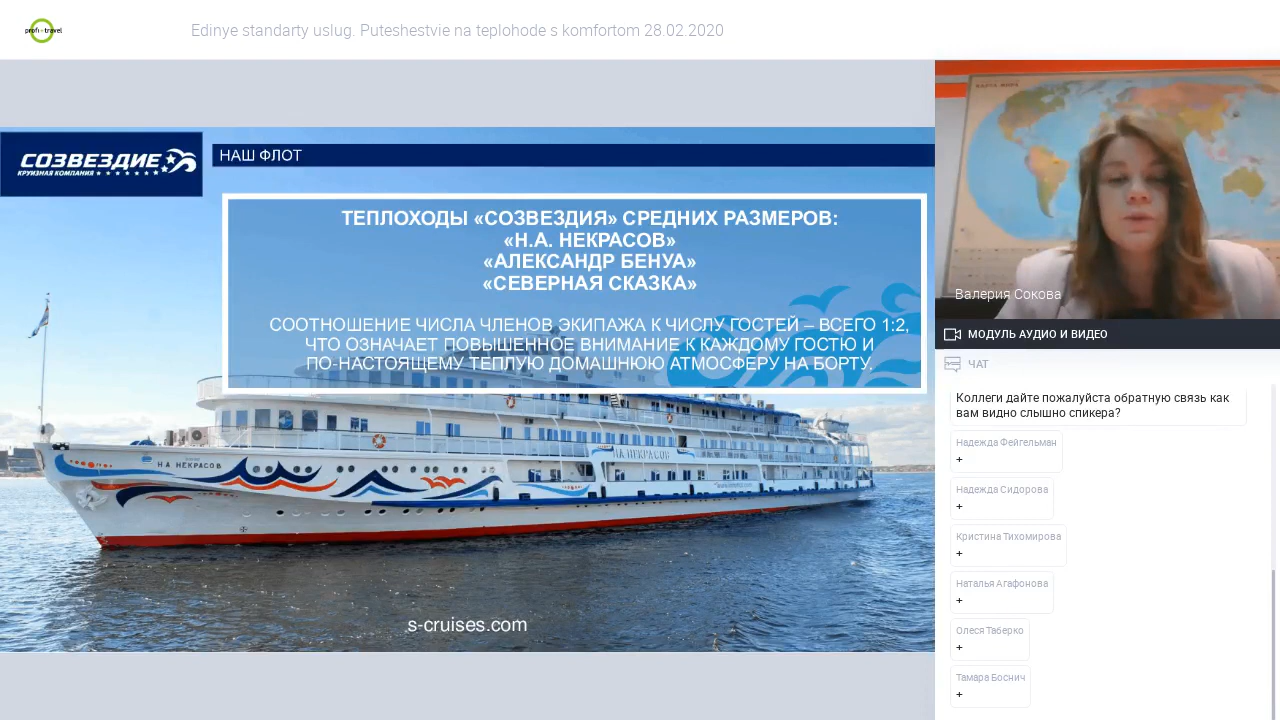 profi travel
Edinye standarty uslug. Puteshestvie na teplohode s komfortom 28.02.2020
СОЗВЕЗДИЕ
КРУИЗНАЯ КОМПАНИЯ
НАШ ФЛОТ
ТЕПЛОХОДЫ «СОЗВЕЗДИЯ» СРЕДНИХ РАЗМЕРОВ:
«Н.А. НЕКРАСОВ»
«АЛЕКСАНДР БЕНУА»
«СЕВЕРНАЯ СКАЗКА»
СООТНОШЕНИЕ ЧИСЛА ЧЛЕНОВ ЭКИПАЖА К ЧИСЛУ ГОСТЕЙ – ВСЕГО 1:2,
ЧТО ОЗНАЧАЕТ ПОВЫШЕННОЕ ВНИМАНИЕ К КАЖДОМУ ГОСТЮ И
ПО-НАСТОЯЩЕМУ ТЕПЛУЮ ДОМАШНЮЮ АТМОСФЕРУ НА БОРТУ.
Н А НЕКРАСОВ
НА НЕКРАСОВ
s-cruises.com
Валерия Сокова
МОДУЛЬ АУДИО И ВИДЕО
ЧАТ
Коллеги дайте пожалуйста обратную связь как
вам видно слышно спикера?
Надежда Фейгельман
+
Надежда Сидорова
+
Кристина Тихомирова
+
Наталья Агафонова
+
Олеся Таберко
+
Тамара Боснич
+